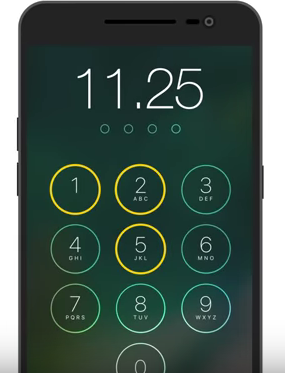 11.25
1 2 3
ABC DEF
4 5 6
GHI JKL MNO
7 8 9
PQRS TUV WXYZ
0